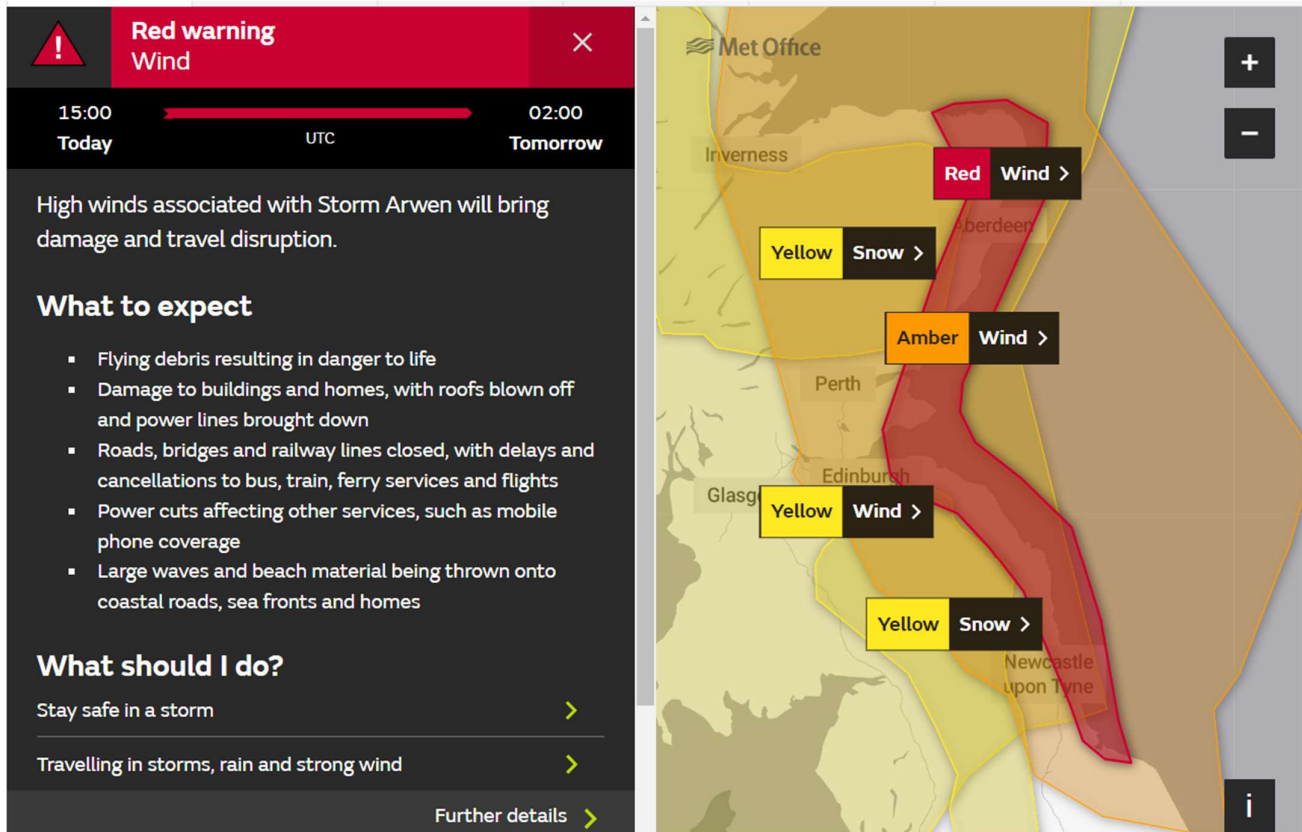 !
Red warning
Wind
×
15:00
Today
UTC
02:00
Tomorrow
High winds associated with Storm Arwen will bring
damage and travel disruption.
What to expect
▪ Flying debris resulting in danger to life
▪ Damage to buildings and homes, with roofs blown off
and power lines brought down
▪ Roads, bridges and railway lines closed, with delays and
cancellations to bus, train, ferry services and flights
▪ Power cuts affecting other services, such as mobile
phone coverage
▪ Large waves and beach material being thrown onto
coastal roads, sea fronts and homes
What should I do?
Stay safe in a storm
Travelling in storms, rain and strong wind
Further details
Met Office
+
−
Inverness
Red Wind
Aberdeen
Yellow Snow
Amber Wind
Perth
Edinburgh
Glasg
Yellow Wind
Yellow Snow
Newcastle
upon Tyne
i